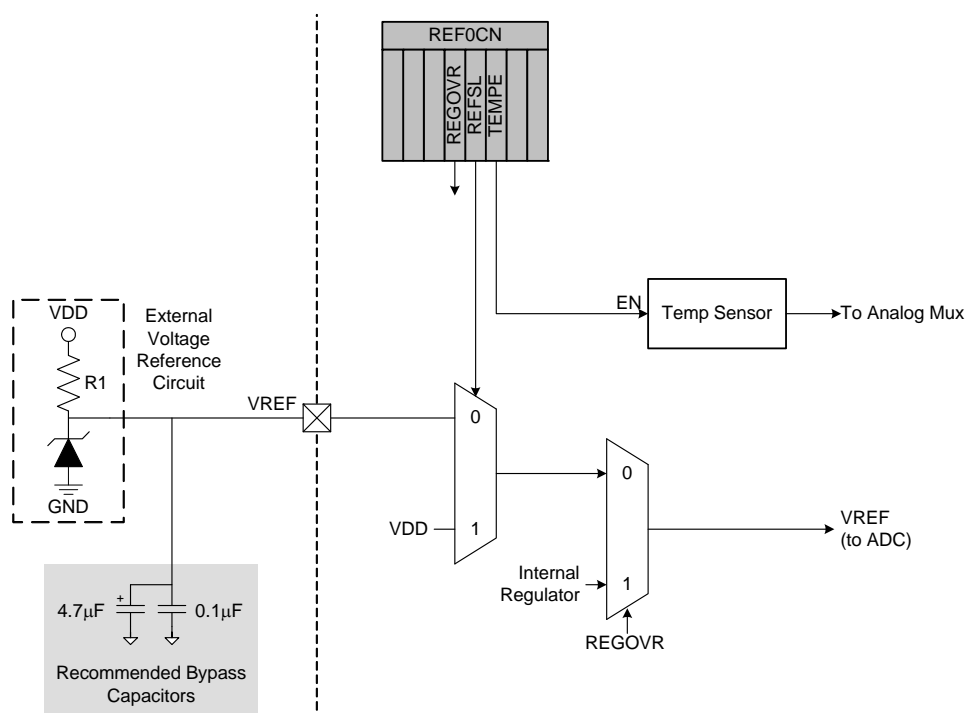 REF0CN
REGOVR
REFSL
TEMPE
EN
Temp Sensor
To Analog Mux
VDD
R1
GND
External
Voltage
Reference
Circuit
VREF
0
1
VDD
0
1
Internal
Regulator
REGOVR
VREF
(to ADC)
4.7μF
+
0.1μF
Recommended Bypass
Capacitors